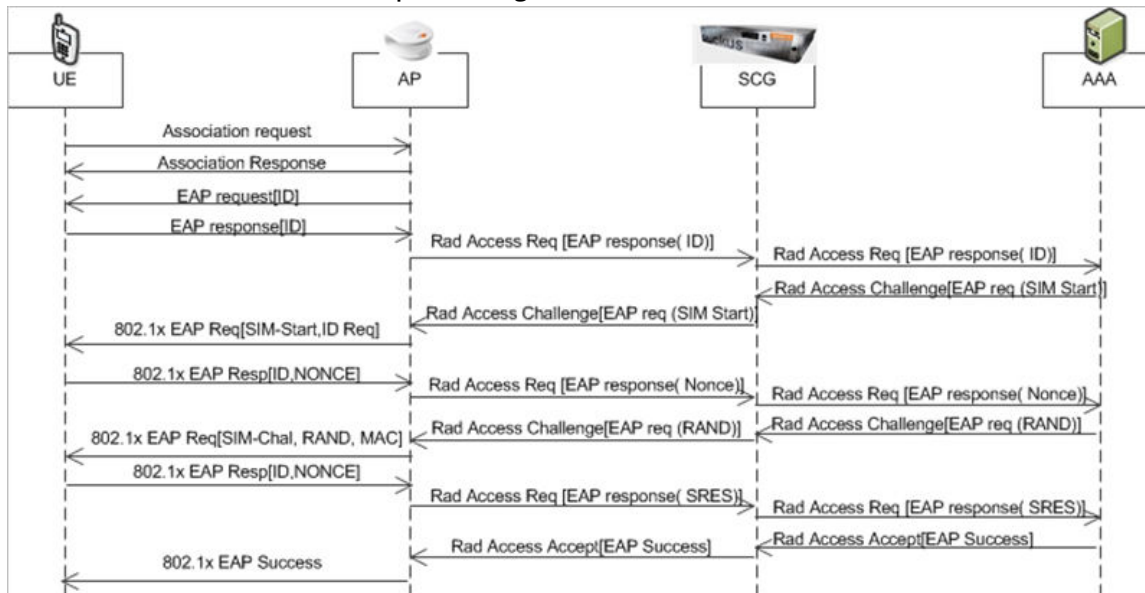 UE
AP
SCG
AAA
Association request
Association Response
EAP request[ID]
EAP response[ID]
Rad Access Req [EAP response( ID)]
Rad Access Req [EAP response( ID)]
Rad Access Challenge[EAP req (SIM Start)]
Rad Access Challenge[EAP req (SIM Start)]
802.1x EAP Req[SIM-Start,ID Req]
802.1x EAP Resp[ID,NONCE]
Rad Access Req [EAP response( Nonce)]
Rad Access Req [EAP response( Nonce)]
Rad Access Challenge[EAP req (RAND)]
Rad Access Challenge[EAP req (RAND)]
802.1x EAP Req[SIM-Chal, RAND, MAC]
802.1x EAP Resp[ID,NONCE]
Rad Access Req [EAP response( SRES)]
Rad Access Req [EAP response( SRES)]
Rad Access Accept[EAP Success]
Rad Access Accept[EAP Success]
802.1x EAP Success